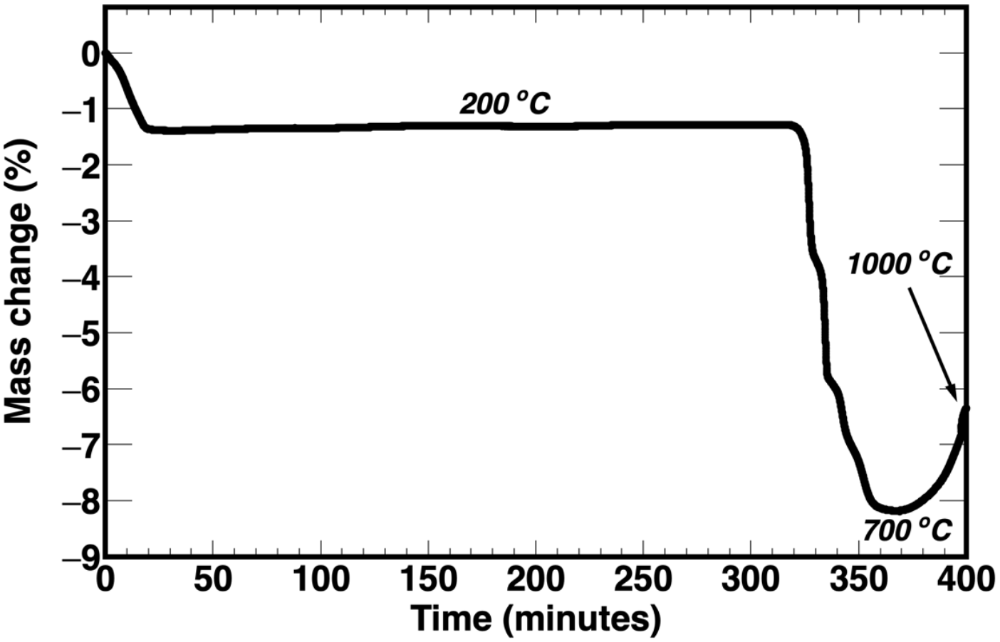 Mass change (%)
0
–1
–2
–3
–4
–5
–6
–7
–8
–9
200 °C
1000 °C
700 °C
0 50 100 150 200 250 300 350 400
Time (minutes)